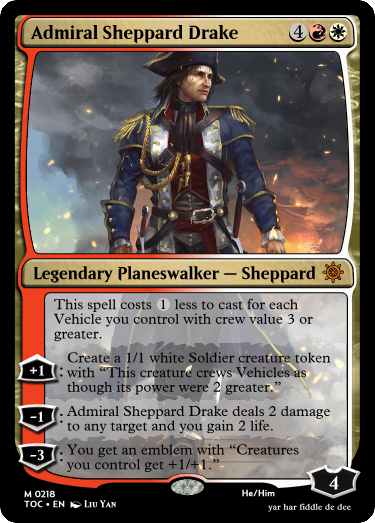 Admiral Sheppard Drake 4
Legendary Planeswalker — Sheppard
This spell costs 1 less to cast for each
Vehicle you control with crew value 3 or
greater.
+1: Create a 1/1 white Soldier creature token
with “This creature crews Vehicles as
though its power were 2 greater.”
-1: Admiral Sheppard Drake deals 2 damage
to any target and you gain 2 life.
-3: You get an emblem with “Creatures
you control get +1/+1.”
4
M 0218 He/Him
TOC • EN Liu Yan yar har fiddle de dee